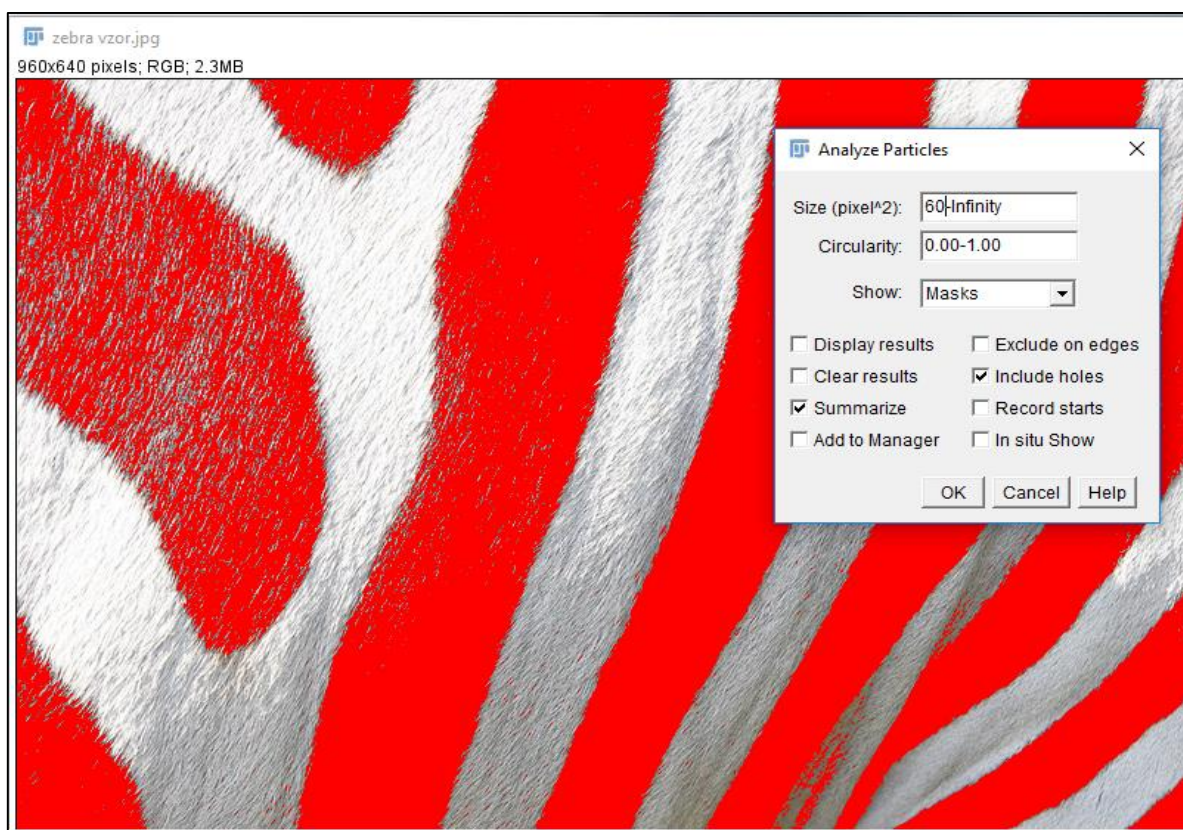 zebra vzor.jpg
960x640 pixels; RGB; 2.3MB
Analyze Particles
Size (pixel^2): 60-Infinity
Circularity: 0.00-1.00
Show: Masks
Display results Exclude on edges
Clear results Include holes
Summarize Record starts
Add to Manager In situ Show
OK Cancel Help